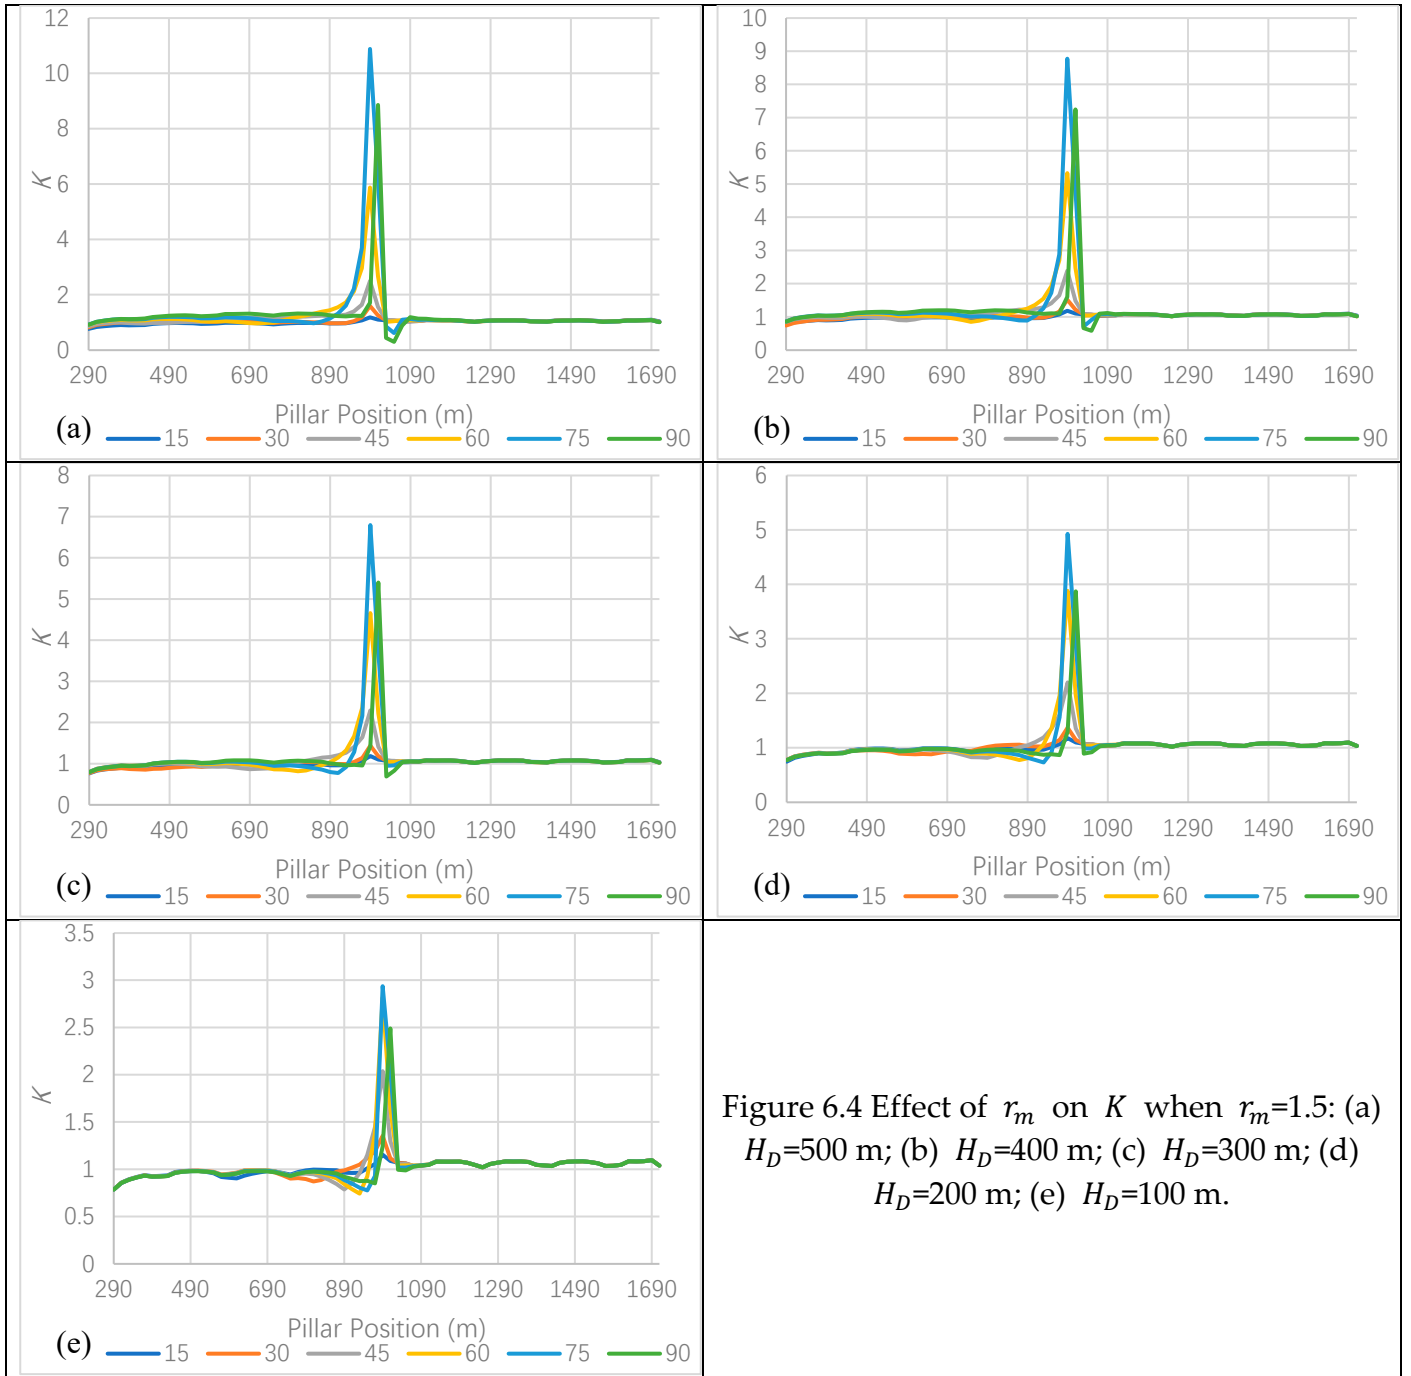 12
10
8
6
4
2
0
K
290 490 690 890 1090 1290 1490 1690
Pillar Position (m)
(a) 15 30 45 60 75 90
10
9
8
7
6
5
4
3
2
1
0
K
290 490 690 890 1090 1290 1490 1690
Pillar Position (m)
(b) 15 30 45 60 75 90
8
7
6
5
4
3
2
1
0
K
290 490 690 890 1090 1290 1490 1690
Pillar Position (m)
(c) 15 30 45 60 75 90
6
5
4
3
2
1
0
K
290 490 690 890 1090 1290 1490 1690
Pillar Position (m)
(d) 15 30 45 60 75 90
3.5
3
2.5
2
1.5
1
0.5
0
K
290 490 690 890 1090 1290 1490 1690
Pillar Position (m)
(e) 15 30 45 60 75 90
Figure 6.4 Effect of r_m on K when r_m=1.5: (a)
H_D=500 m; (b) H_D=400 m; (c) H_D=300 m; (d)
H_D=200 m; (e) H_D=100 m.